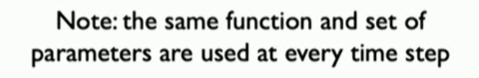 Note: the same function and set of
parameters are used at every time step